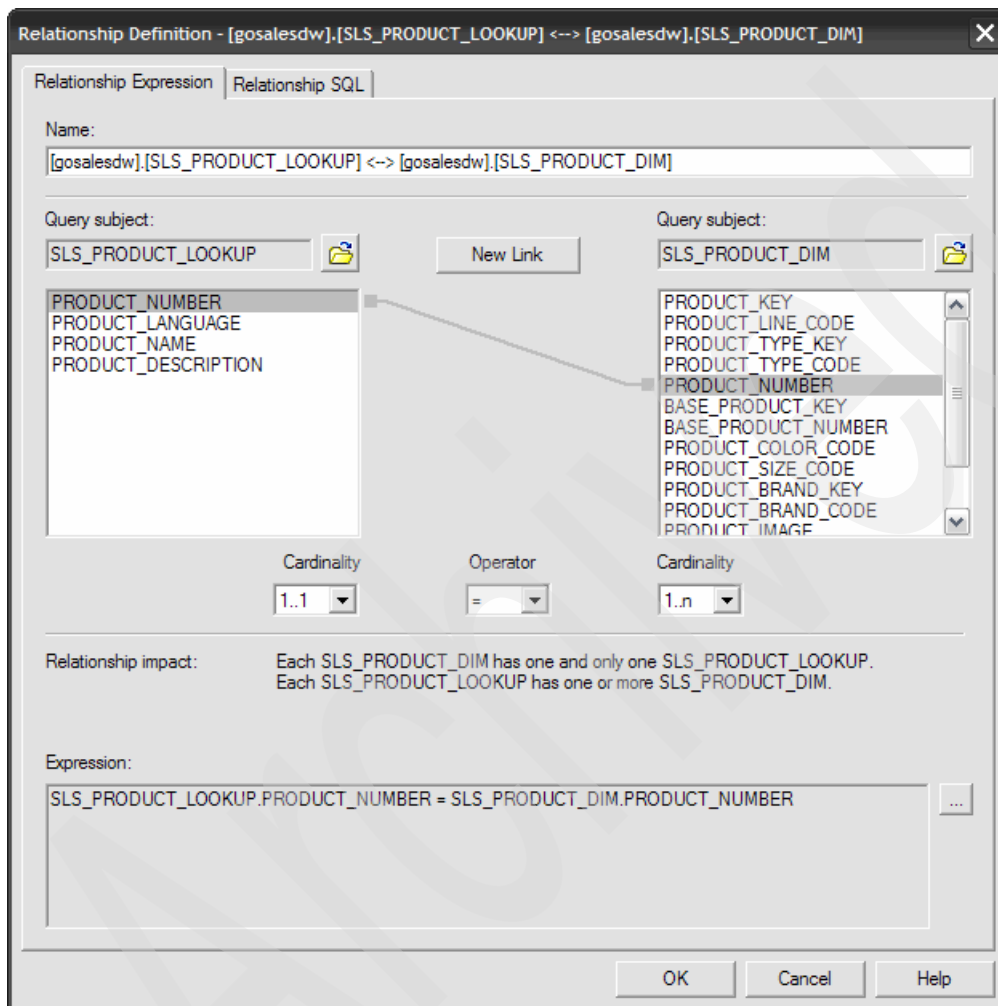 Relationship Definition - [gosalesdw].[SLS_PRODUCT_LOOKUP] <--> [gosalesdw].[SLS_PRODUCT_DIM]
Relationship Expression Relationship SQL
Name:
[gosalesdw].[SLS_PRODUCT_LOOKUP] <--> [gosalesdw].[SLS_PRODUCT_DIM]
Query subject: Query subject:
SLS_PRODUCT_LOOKUP New Link SLS_PRODUCT_DIM
PRODUCT_NUMBER
PRODUCT_LANGUAGE
PRODUCT_NAME
PRODUCT_DESCRIPTION
PRODUCT_KEY
PRODUCT_LINE_CODE
PRODUCT_TYPE_KEY
PRODUCT_TYPE_CODE
PRODUCT_NUMBER
BASE_PRODUCT_KEY
BASE_PRODUCT_NUMBER
PRODUCT_COLOR_CODE
PRODUCT_SIZE_CODE
PRODUCT_BRAND_KEY
PRODUCT_BRAND_CODE
PRODUCT_IMAGE
Cardinality Operator Cardinality
1..1 = 1..n
Relationship impact: Each SLS_PRODUCT_DIM has one and only one SLS_PRODUCT_LOOKUP.
Each SLS_PRODUCT_LOOKUP has one or more SLS_PRODUCT_DIM.
Expression:
SLS_PRODUCT_LOOKUP.PRODUCT_NUMBER = SLS_PRODUCT_DIM.PRODUCT_NUMBER
...
OK Cancel Help
Archived